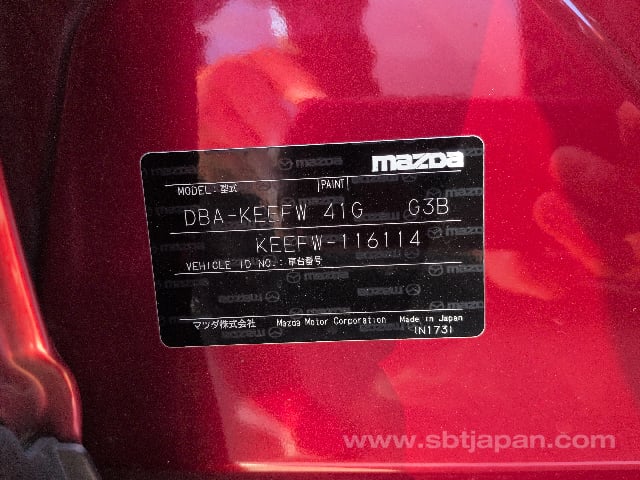 mazda
MODEL: 型式 PAINT
DBA-KEEFW 41G G3B
KEEFW-116114
VEHICLE ID NO.: 車台番号
マツダ株式会社 Mazda Motor Corporation Made in Japan
(N173)
www.sbtjapan.com